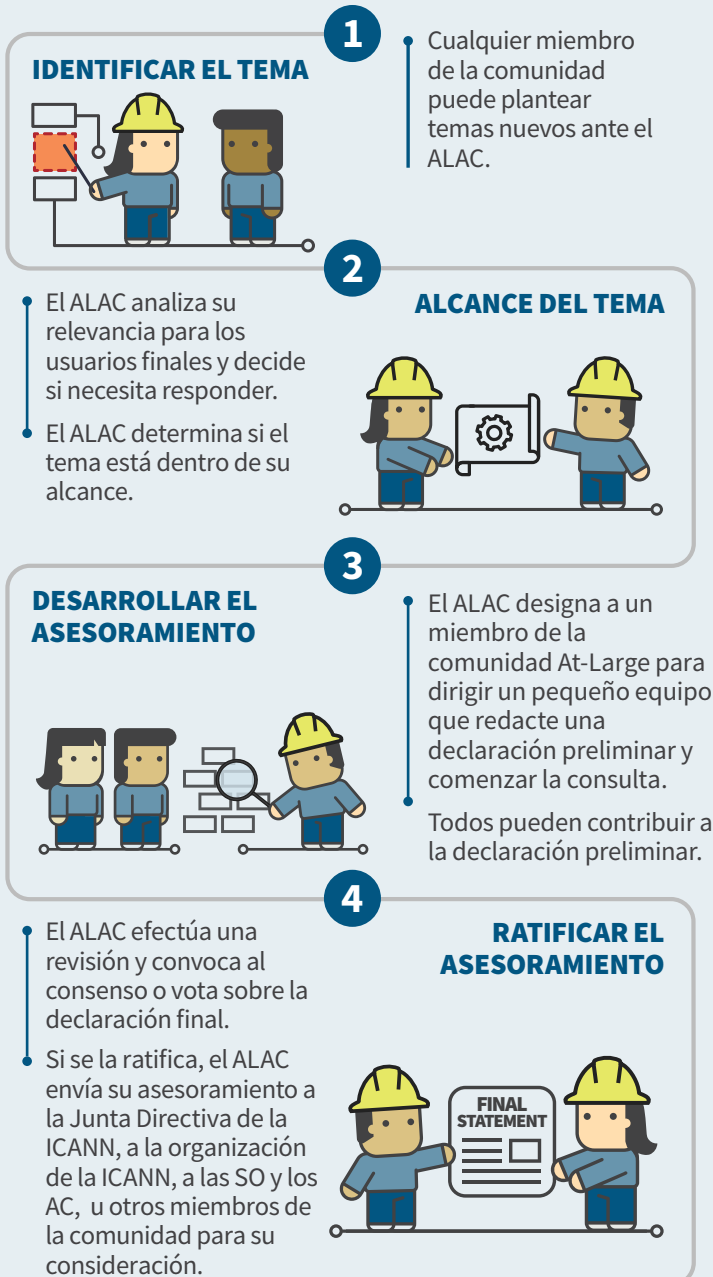 1
IDENTIFICAR EL TEMA
Cualquier miembro
de la comunidad
puede plantear
temas nuevos ante el
ALAC.
2
ALCANCE DEL TEMA
El ALAC analiza su
relevancia para los
usuarios finales y decide
si necesita responder.
El ALAC determina si el
tema está dentro de su
alcance.
3
DESARROLLAR EL
ASESORAMIENTO
El ALAC designa a un
miembro de la
comunidad At-Large para
dirigir un pequeño equipo
que redacte una
declaración preliminar y
comenzar la consulta.
Todos pueden contribuir a
la declaración preliminar.
4
RATIFICAR EL
ASESORAMIENTO
El ALAC efectúa una
revisión y convoca al
consenso o vota sobre la
declaración final.
Si se la ratifica, el ALAC
envía su asesoramiento a
la Junta Directiva de la
ICANN, a la organización
de la ICANN, a las SO y los
AC, u otros miembros de
la comunidad para su
consideración.
FINAL
STATEMENT